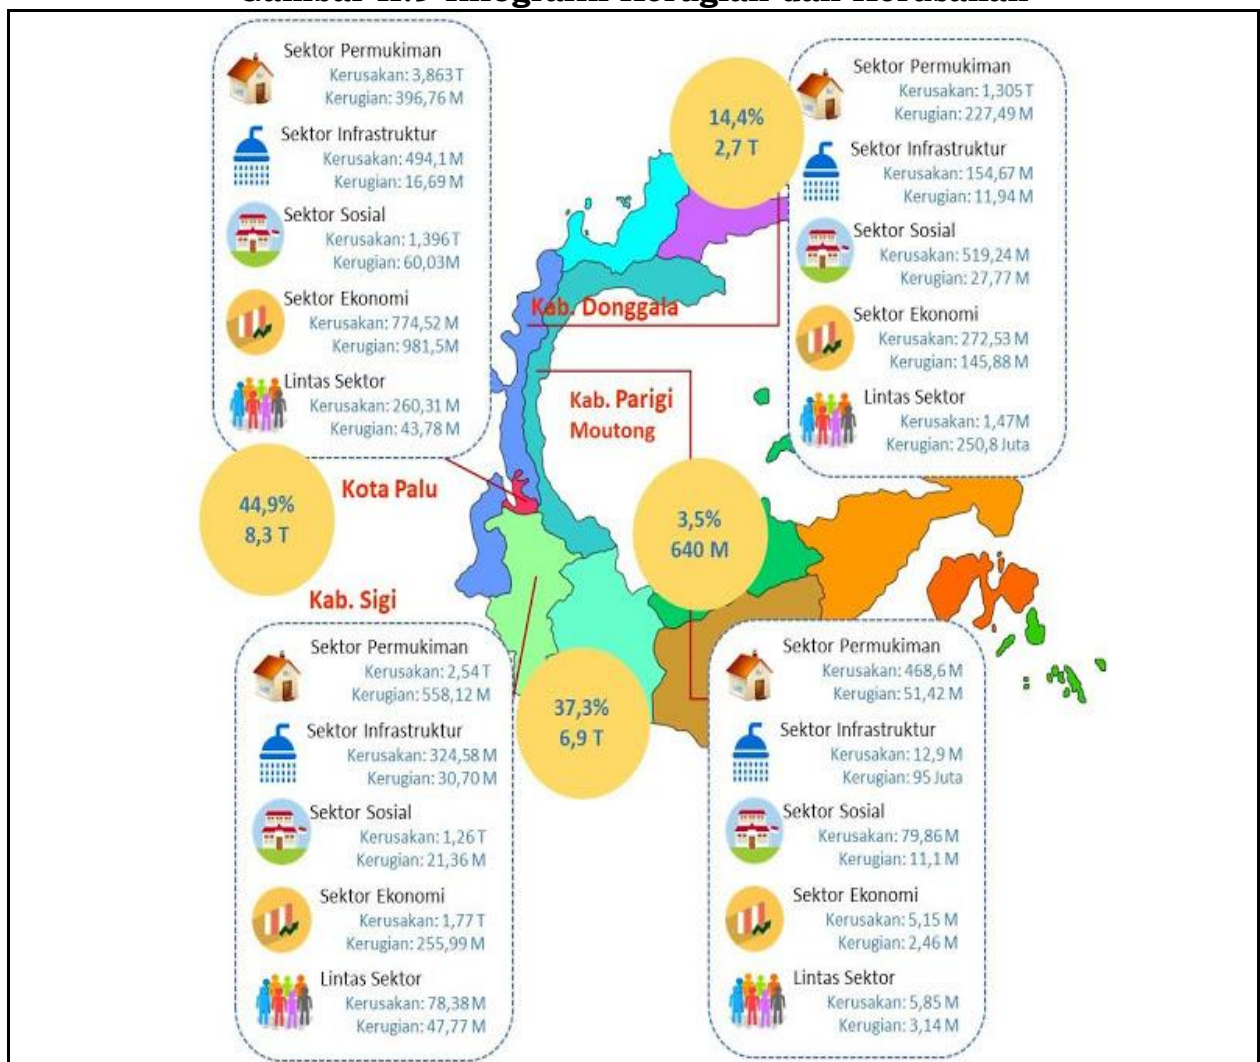 Gambar II.9 Infografik Kerugian dan Kerusakan
Sektor Permukiman
Kerusakan: 3,863 T
Kerugian: 396,76 M
Sektor Infrastruktur
Kerusakan: 494,1 M
Kerugian: 16,69 M
Sektor Sosial
Kerusakan: 1,396 T
Kerugian: 60,03M
Sektor Ekonomi
Kerusakan: 774,52 M
Kerugian: 981,5M
Lintas Sektor
Kerusakan: 260,31 M
Kerugian: 43,78 M
14,4%
2,7 T
Sektor Permukiman
Kerusakan: 1,305 T
Kerugian: 227,49 M
Sektor Infrastruktur
Kerusakan: 154,67 M
Kerugian: 11,94 M
Sektor Sosial
Kerusakan: 519,24 M
Kerugian: 27,77 M
Sektor Ekonomi
Kerusakan: 272,53 M
Kerugian: 145,88 M
Lintas Sektor
Kerusakan: 1,47M
Kerugian: 250,8 Juta
Kab. Donggala
Kab. Parigi
Moutong
44,9%
8,3 T
Kota Palu
3,5%
640 M
Kab. Sigi
Sektor Permukiman
Kerusakan: 2,54 T
Kerugian: 558,12 M
Sektor Infrastruktur
Kerusakan: 324,58 M
Kerugian: 30,70 M
Sektor Sosial
Kerusakan: 1,26 T
Kerugian: 21,36 M
Sektor Ekonomi
Kerusakan: 1,77 T
Kerugian: 255,99 M
Lintas Sektor
Kerusakan: 78,38 M
Kerugian: 47,77 M
37,3%
6,9 T
Sektor Permukiman
Kerusakan: 468,6 M
Kerugian: 51,42 M
Sektor Infrastruktur
Kerusakan: 12,9 M
Kerugian: 95 Juta
Sektor Sosial
Kerusakan: 79,86 M
Kerugian: 11,1 M
Sektor Ekonomi
Kerusakan: 5,15 M
Kerugian: 2,46 M
Lintas Sektor
Kerusakan: 5,85 M
Kerugian: 3,14 M